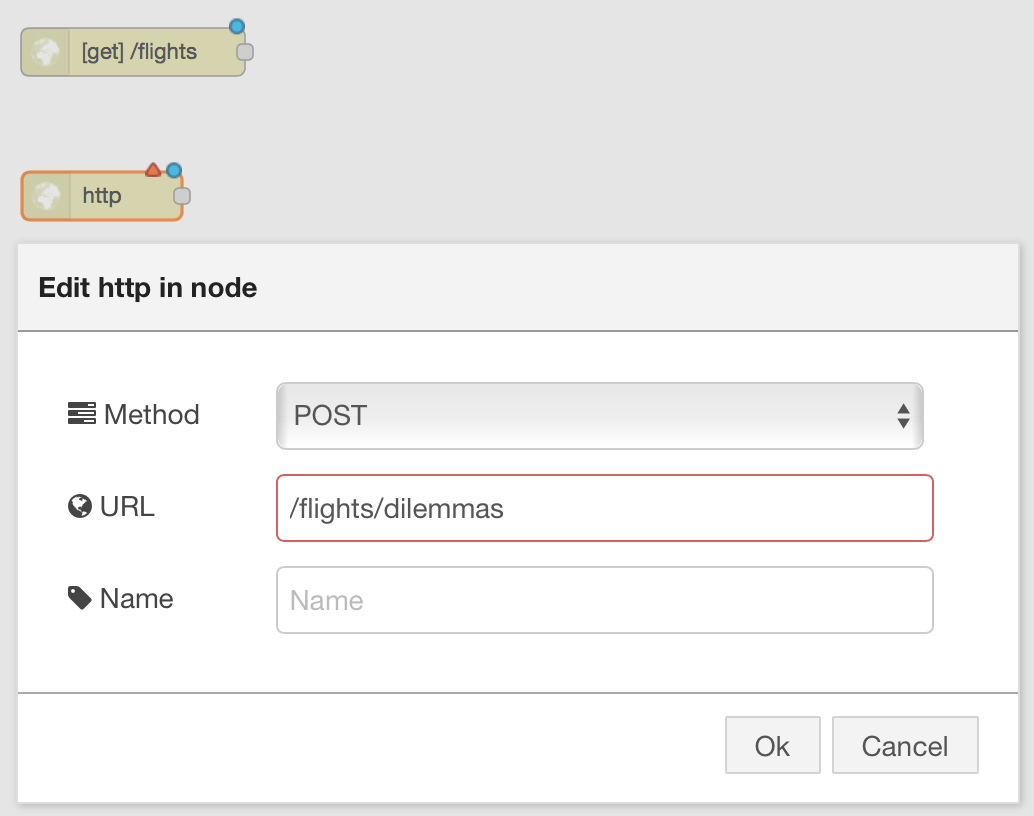 [get] /flights
http
Edit http in node
Method POST
URL /flights/dilemmas
Name Name
Ok Cancel